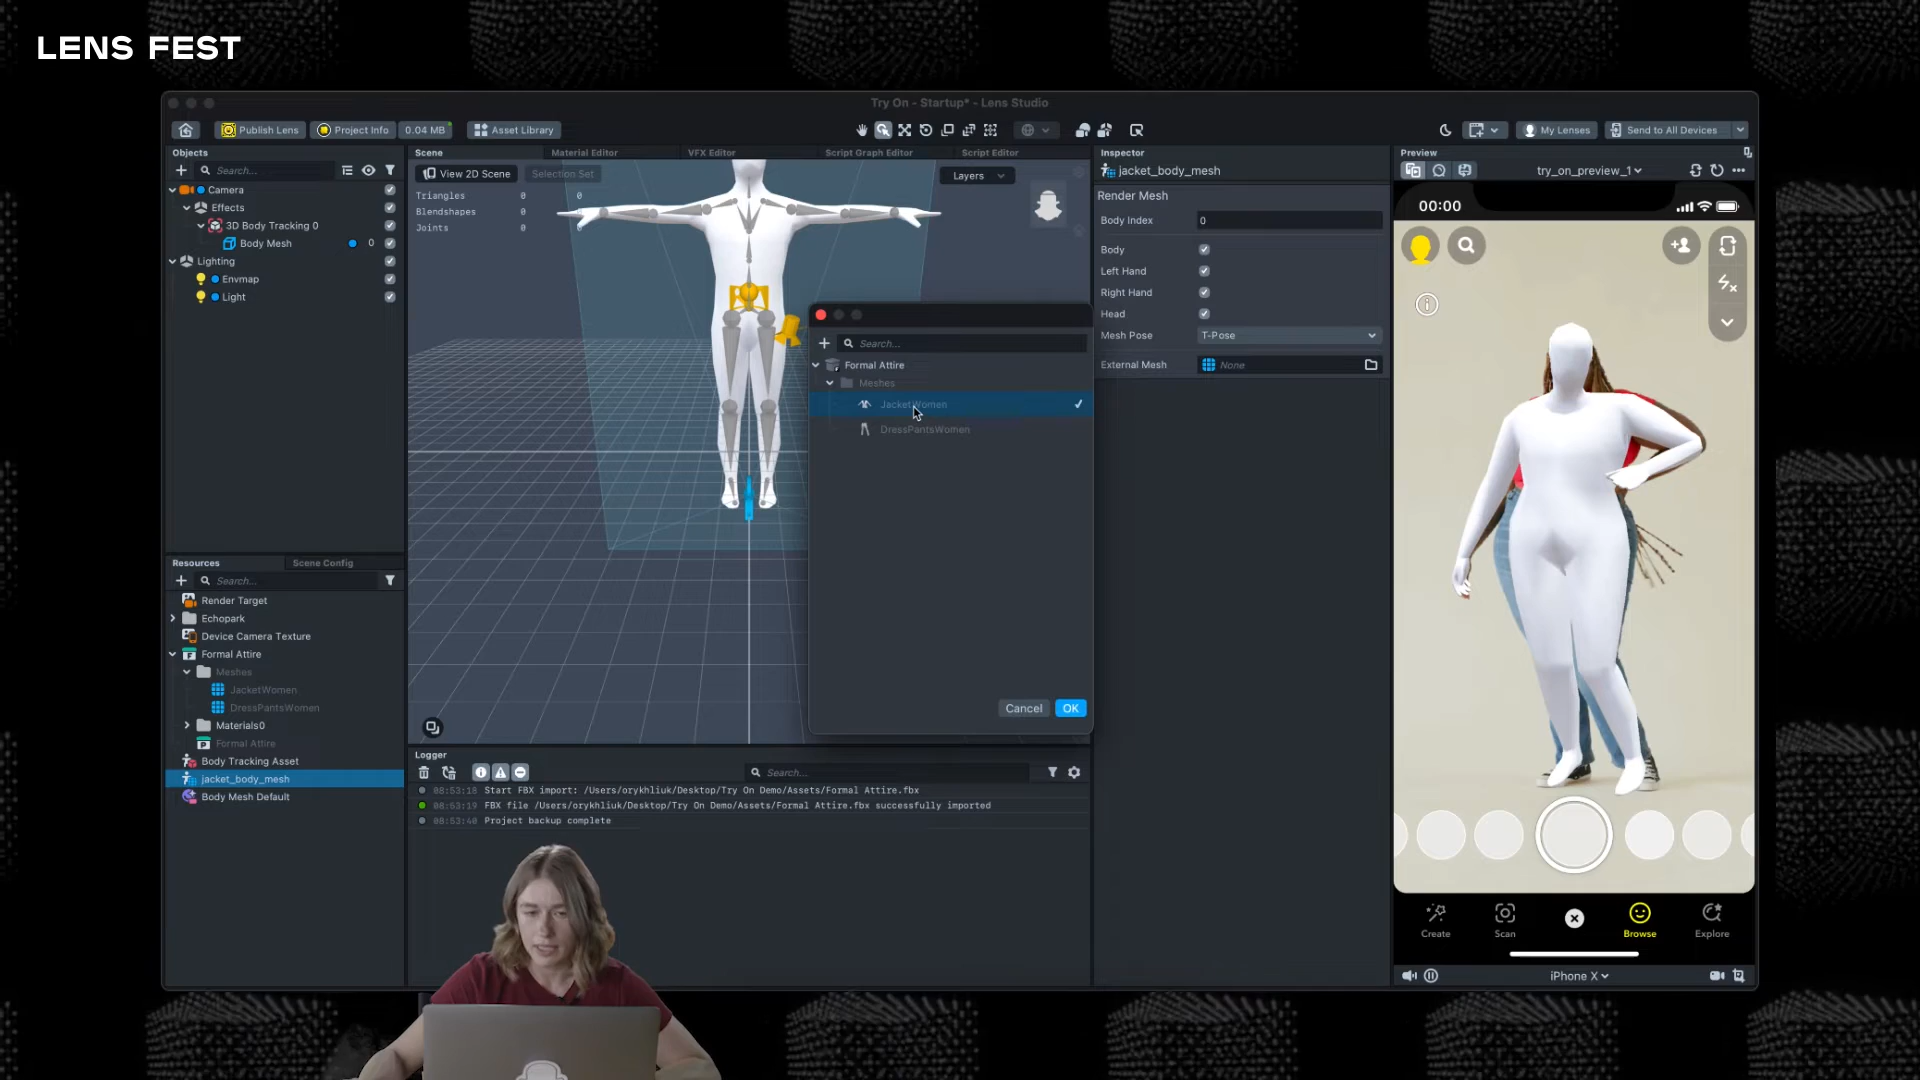 LENS FEST
Try On - Startup* - Lens Studio
Publish Lens
Project Info
0.04 MB
Asset Library
My Lenses
Send to All Devices
Objects
Search...
Camera
Effects
3D Body Tracking 0
Body Mesh
0
Lighting
Envmap
Light
Scene
Material Editor
VFX Editor
Script Graph Editor
Script Editor
View 2D Scene
Selection Set
Layers
Triangles 0 0
Blendshapes 0 0
Joints 0 0
Search...
Formal Attire
Meshes
JacketWomen
DressPantsWomen
Cancel
OK
Inspector
jacket_body_mesh
Render Mesh
Body Index 0
Body
Left Hand
Right Hand
Head
Mesh Pose T-Pose
External Mesh None
Preview
try_on_preview_1
00:00
Create
Scan
Browse
Explore
iPhone X
Resources
Scene Config
Search...
Render Target
Echopark
Device Camera Texture
Formal Attire
Meshes
JacketWomen
DressPantsWomen
Materials0
Formal Attire
Body Tracking Asset
jacket_body_mesh
Body Mesh Default
Logger
Search...
08:53:18 Start FBX import: /Users/orykhliuk/Desktop/Try On Demo/Assets/Formal Attire.fbx
08:53:19 FBX file /Users/orykhliuk/Desktop/Try On Demo/Assets/Formal Attire.fbx successfully imported
08:53:40 Project backup complete